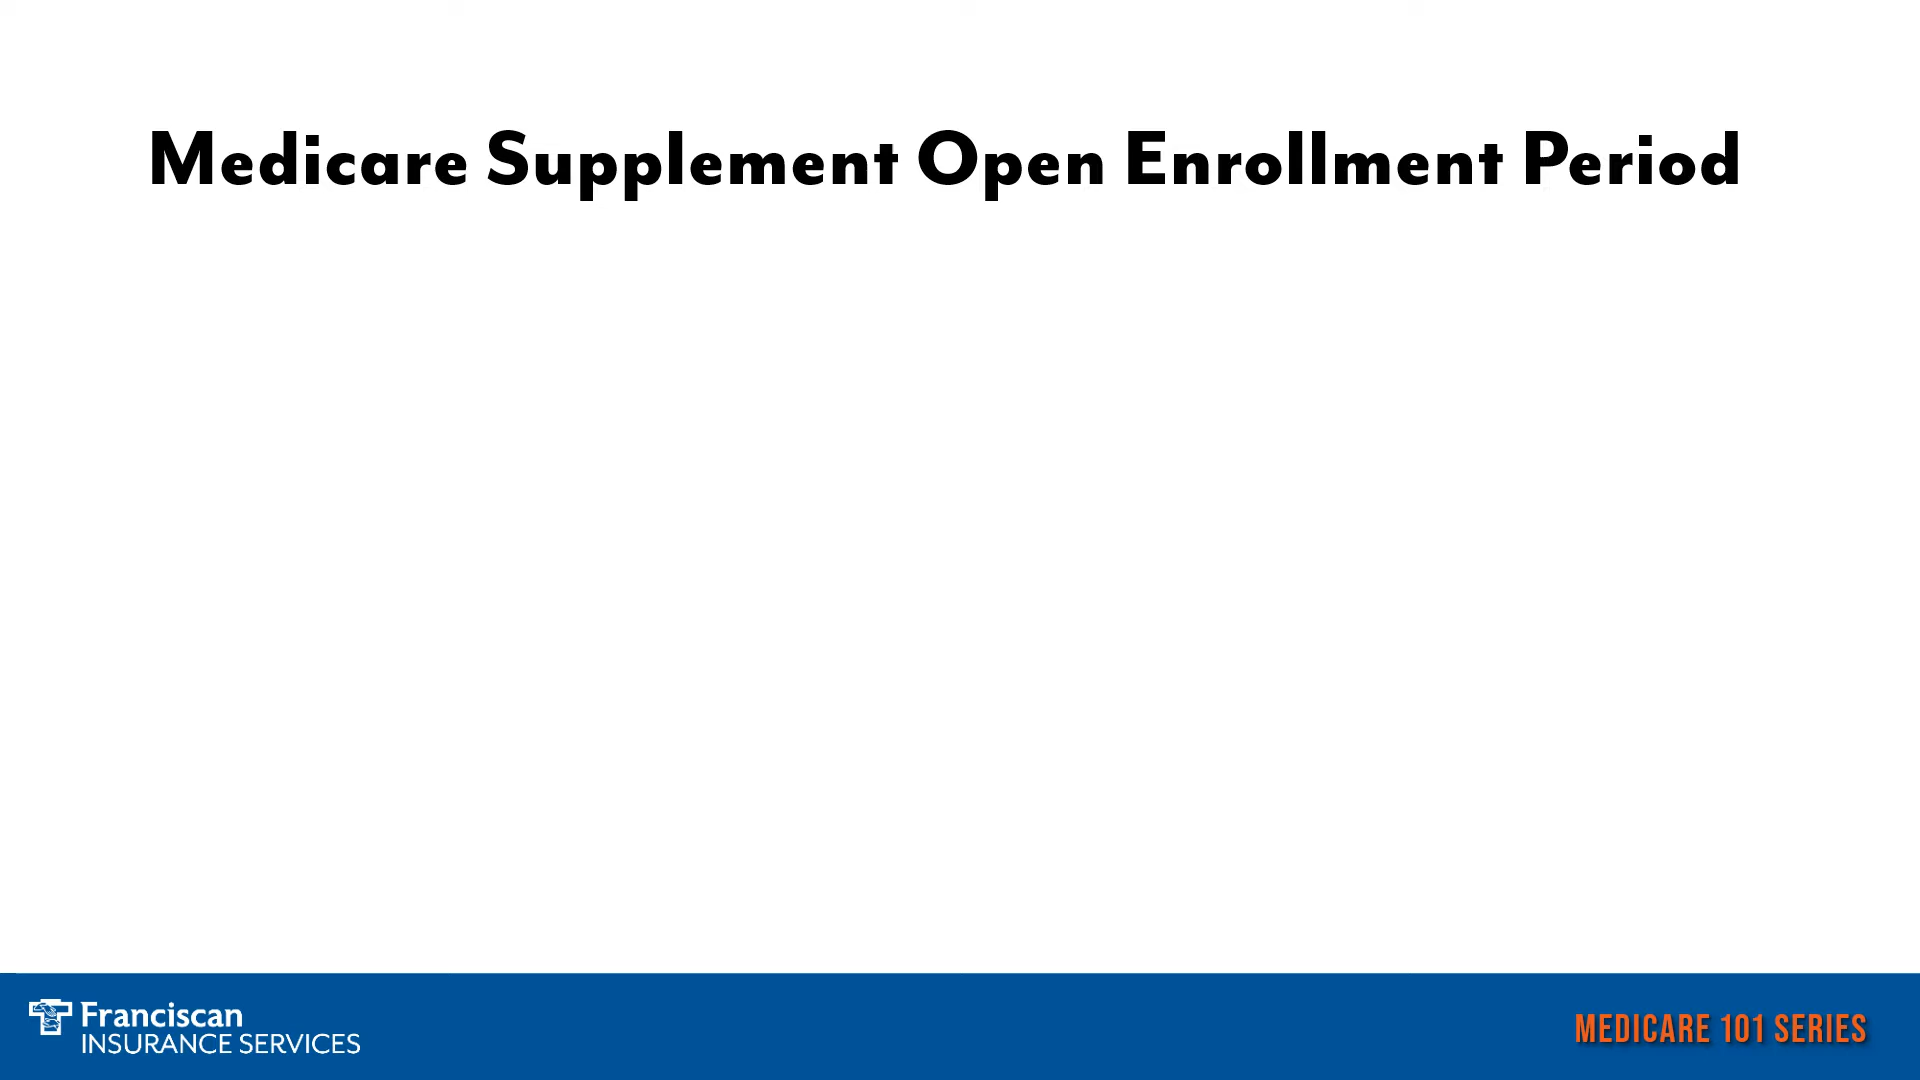 Medicare Supplement Open Enrollment Period
Franciscan
INSURANCE SERVICES
MEDICARE 101 SERIES